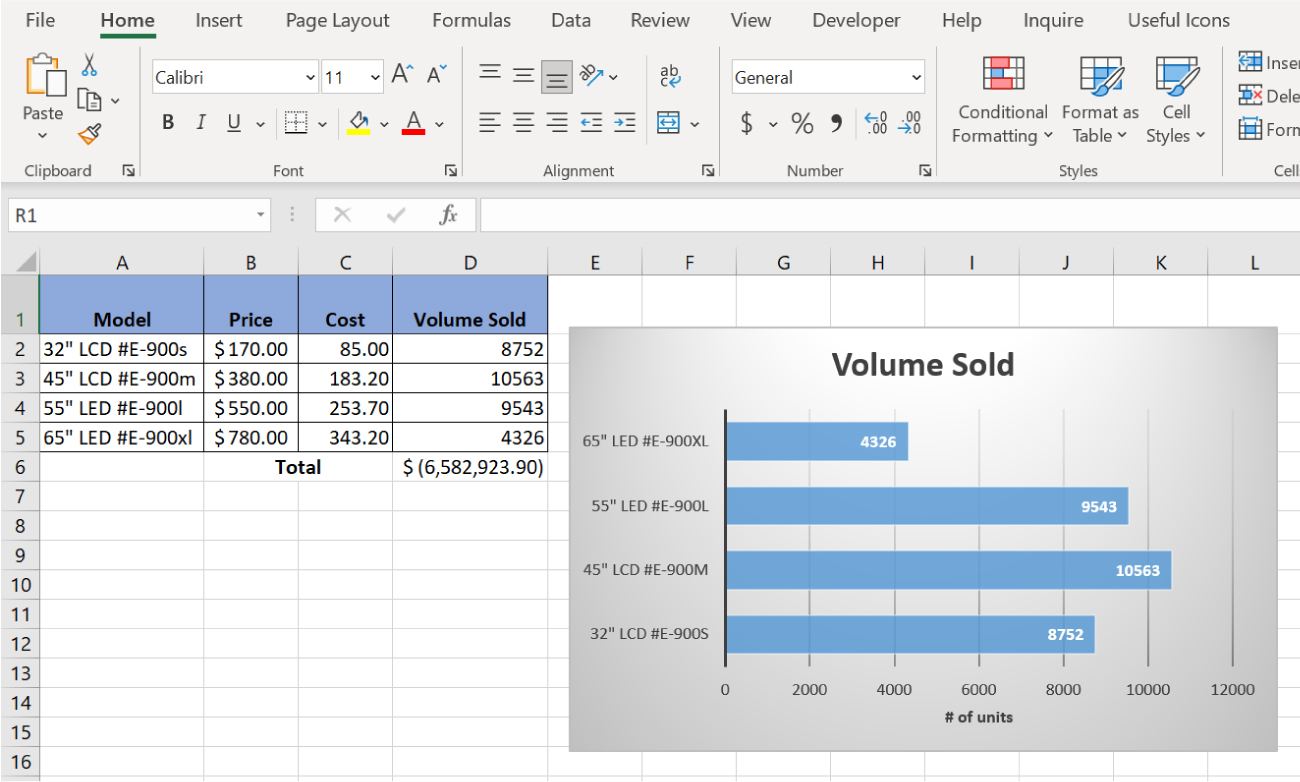 File Home Insert Page Layout Formulas Data Review View Developer Help Inquire Useful Icons
Paste
Calibri 11
B I U A
ab
c
General
$ % 9 .00 .00
Conditional Formatting
Format as Table
Cell Styles
Inser
Dele
Form
Clipboard Font Alignment Number Styles Cell
R1 fx
A B C D E F G H I J K L
1 Model Price Cost Volume Sold
2 32" LCD #E-900s $170.00 85.00 8752
3 45" LCD #E-900m $380.00 183.20 10563
4 55" LED #E-900l $550.00 253.70 9543
5 65" LED #E-900xl $780.00 343.20 4326
6 Total $(6,582,923.90)
7
8
9
10
11
12
13
14
15
16
Volume Sold
65" LED #E-900XL 4326
55" LED #E-900L 9543
45" LCD #E-900M 10563
32" LCD #E-900S 8752
0 2000 4000 6000 8000 10000 12000
# of units